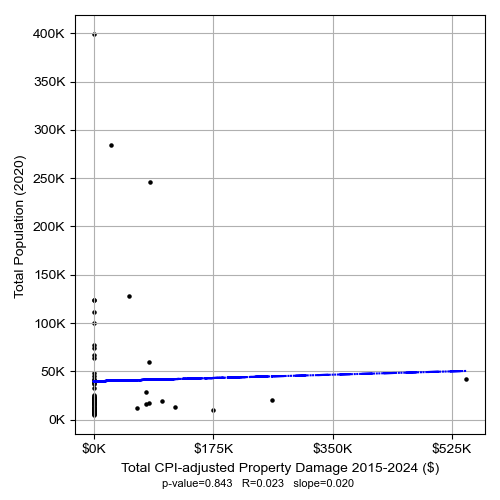 400K
350K
300K
250K
200K
150K
100K
50K
0K
Total Population (2020)
$0K $175K $350K $525K
Total CPI-adjusted Property Damage 2015-2024 ($)
p-value=0.843 R=0.023 slope=0.020